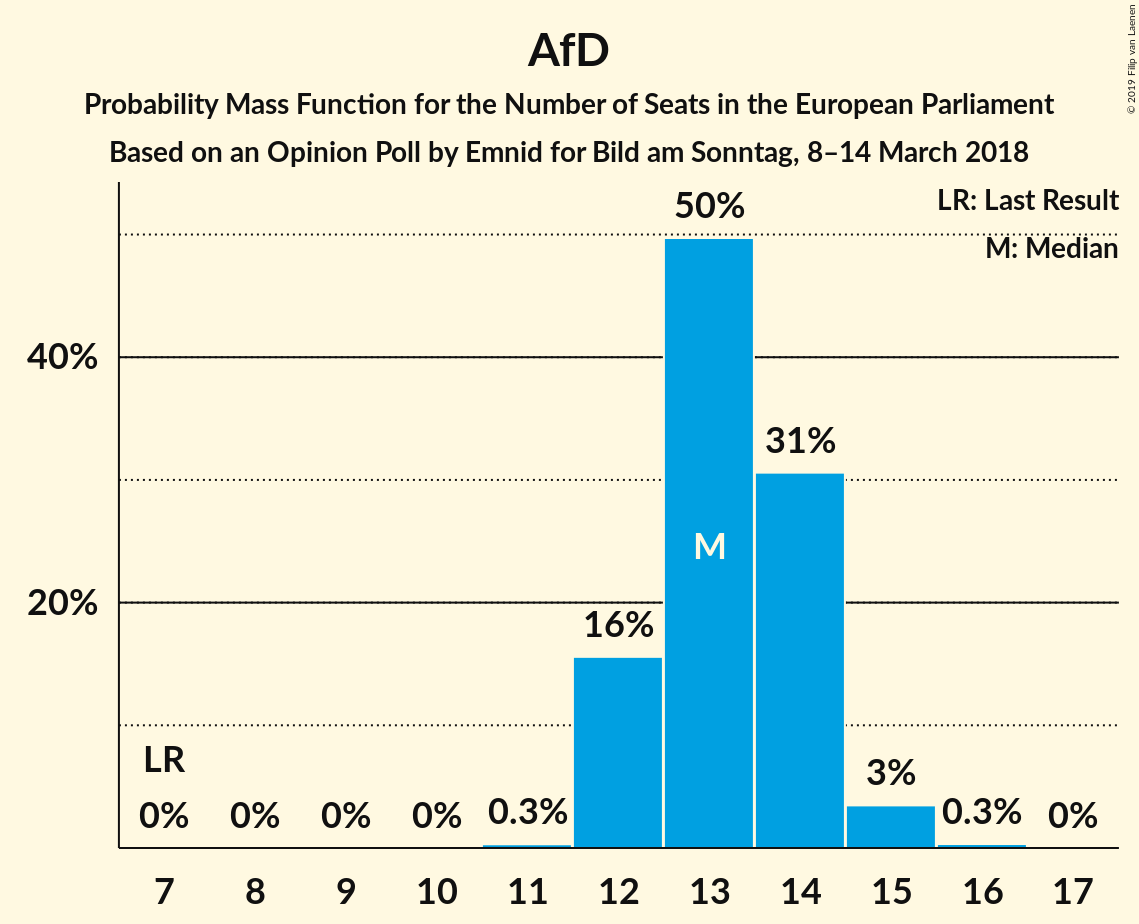 AfD
Probability Mass Function for the Number of Seats in the European Parliament
Based on an Opinion Poll by Emnid for Bild am Sonntag, 8–14 March 2018
© 2019 Filip van Laenen
LR: Last Result
M: Median
50%
40%
31%
M
20%
16%
LR
3%
0% 0% 0% 0% 0.3% 0.3% 0%
7 8 9 10 11 12 13 14 15 16 17